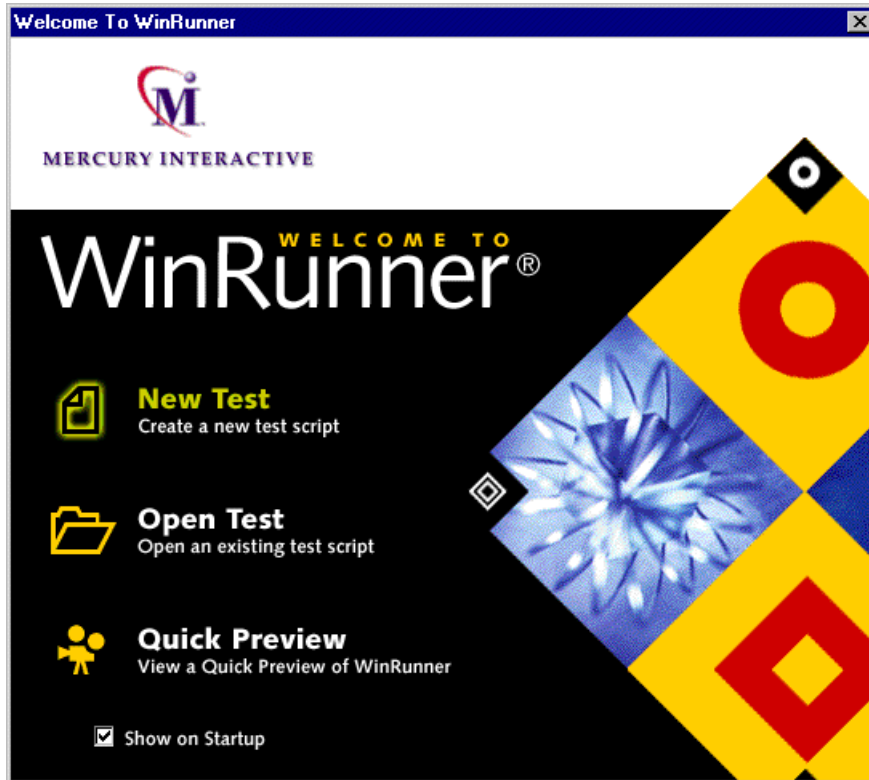 Welcome To WinRunner
M
MERCURY INTERACTIVE
WELCOME TO
WinRunner®
New Test
Create a new test script
Open Test
Open an existing test script
Quick Preview
View a Quick Preview of WinRunner
Show on Startup